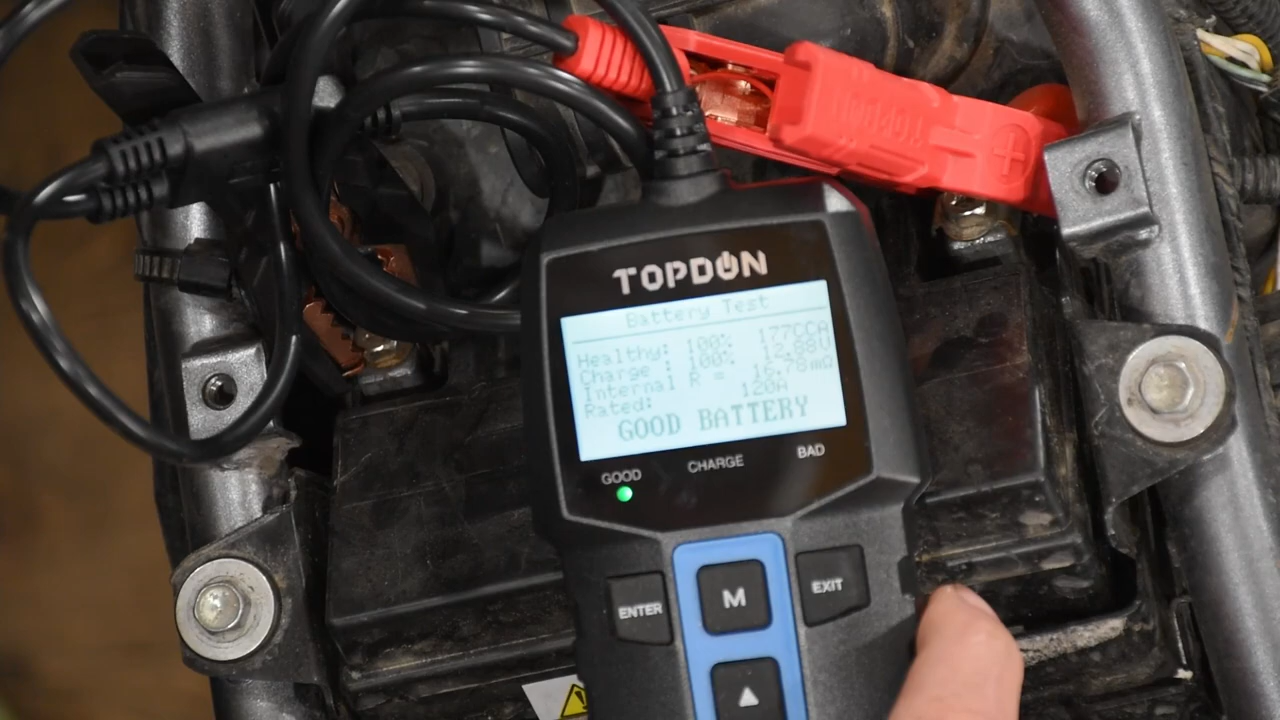 TOPDON
Battery Test
Healthy: 100% 177CCA
Charge : 100% 12.88V
Internal R = 16.78mΩ
Rated: 120A
GOOD BATTERY
GOOD CHARGE BAD
ENTER M EXIT
TOPDON +